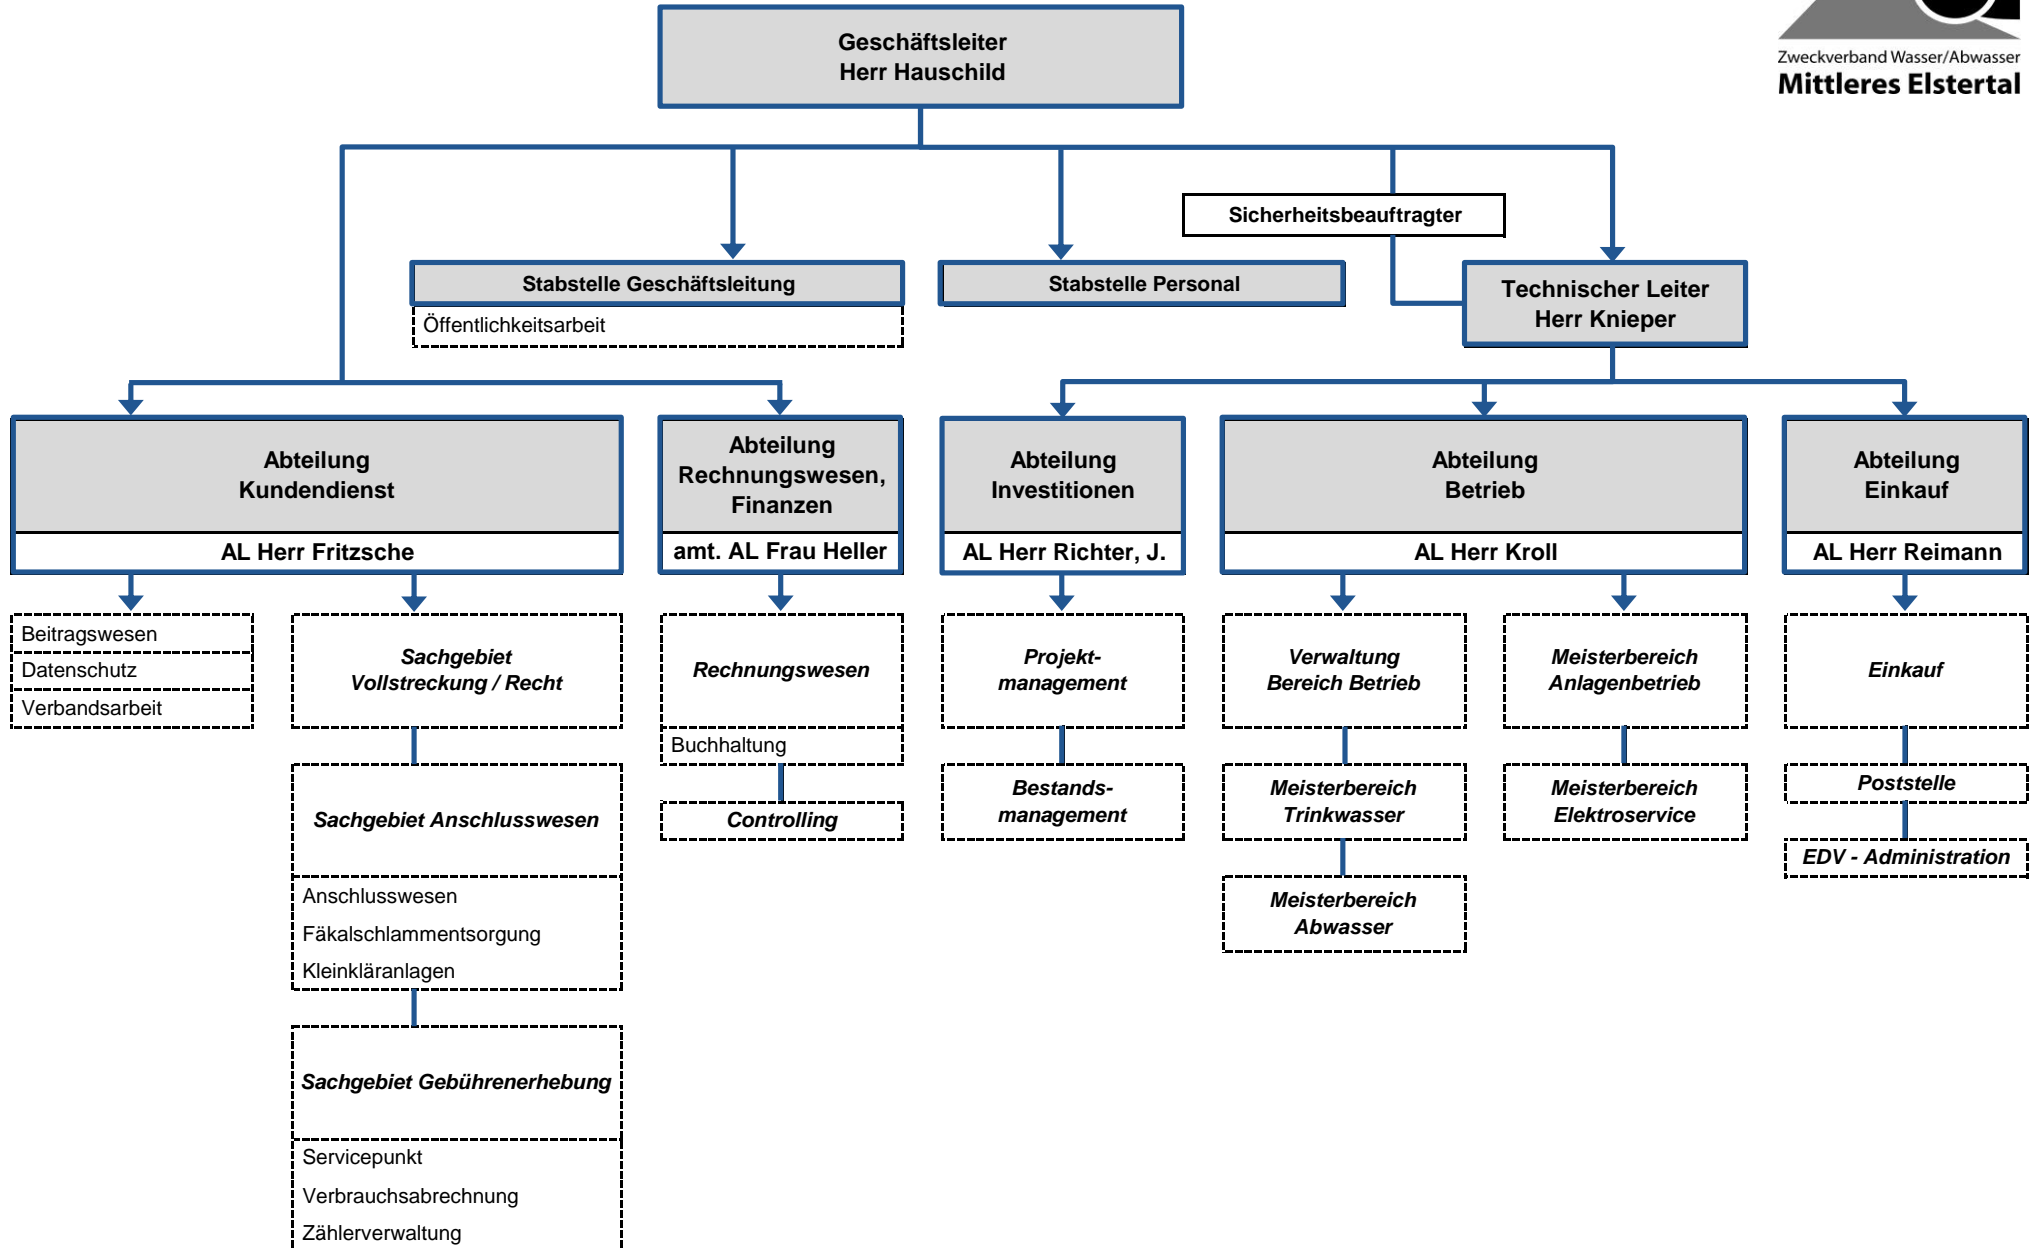 Geschäftsleiter
Herr Hauschild
Zweckverband Wasser/Abwasser
Mittleres Elstertal
Sicherheitsbeauftragter
Stabstelle Geschäftsleitung
Öffentlichkeitsarbeit
Stabstelle Personal
Technischer Leiter
Herr Knieper
Abteilung
Kundendienst
AL Herr Fritzsche
Abteilung
Rechnungswesen,
Finanzen
amt. AL Frau Heller
Abteilung
Investitionen
AL Herr Richter, J.
Abteilung
Betrieb
AL Herr Kroll
Abteilung
Einkauf
AL Herr Reimann
Beitragswesen
Datenschutz
Verbandsarbeit
Sachgebiet
Vollstreckung / Recht
Sachgebiet Anschlusswesen
Anschlusswesen
Fäkalschlammentsorgung
Kleinkläranlagen
Sachgebiet Gebührenerhebung
Servicepunkt
Verbrauchsabrechnung
Zählerverwaltung
Rechnungswesen
Buchhaltung
Controlling
Projekt-
management
Bestands-
management
Verwaltung
Bereich Betrieb
Meisterbereich
Trinkwasser
Meisterbereich
Abwasser
Meisterbereich
Anlagenbetrieb
Meisterbereich
Elektroservice
Einkauf
Poststelle
EDV - Administration